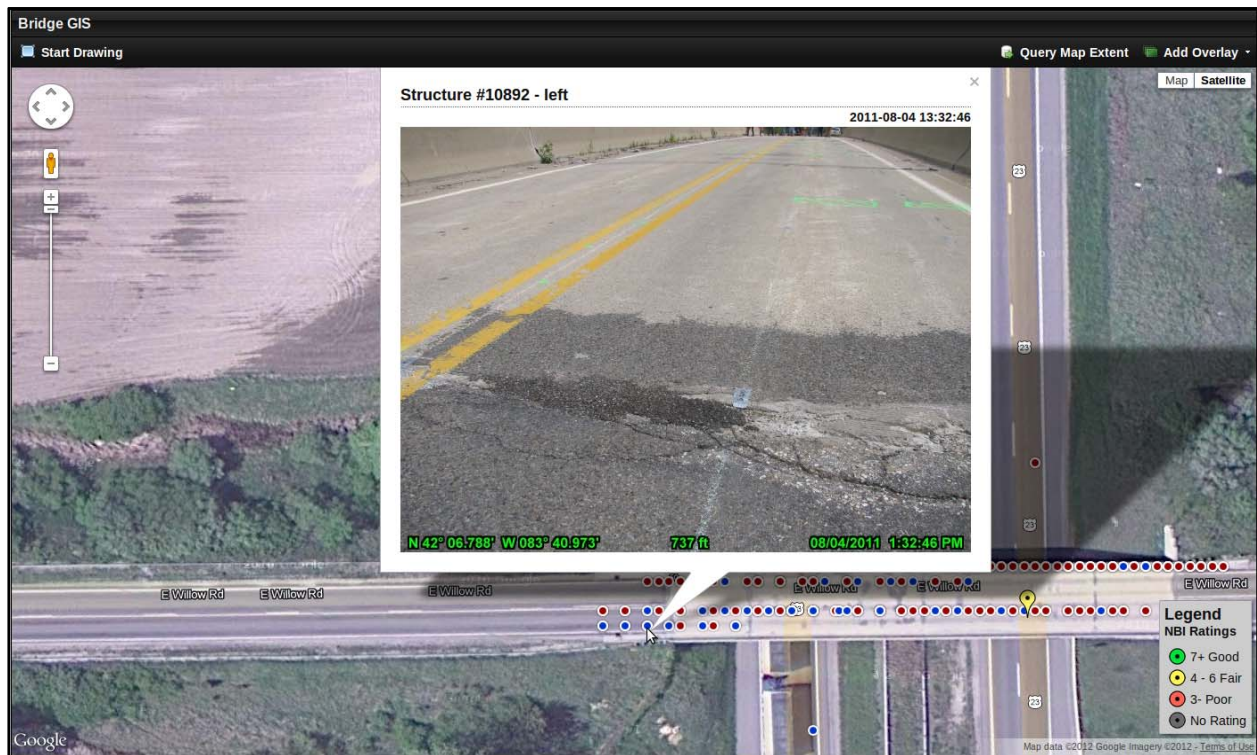 Bridge GIS
Start Drawing
Query Map Extent
Add Overlay
Map
Satellite
Structure #10892 - left
2011-08-04 13:32:46
N 42° 06.788' W 083° 40.973'
737 ft
08/04/2011 1:32:46 PM
23
23
23
23
23
E Willow Rd
E Willow Rd
E Willow Rd
E Willow Rd
E Willow Rd
E Willow Rd
Legend
NBI Ratings
7+ Good
4 - 6 Fair
3- Poor
No Rating
Google
Map data ©2012 Google Imagery ©2012 - Terms of Use